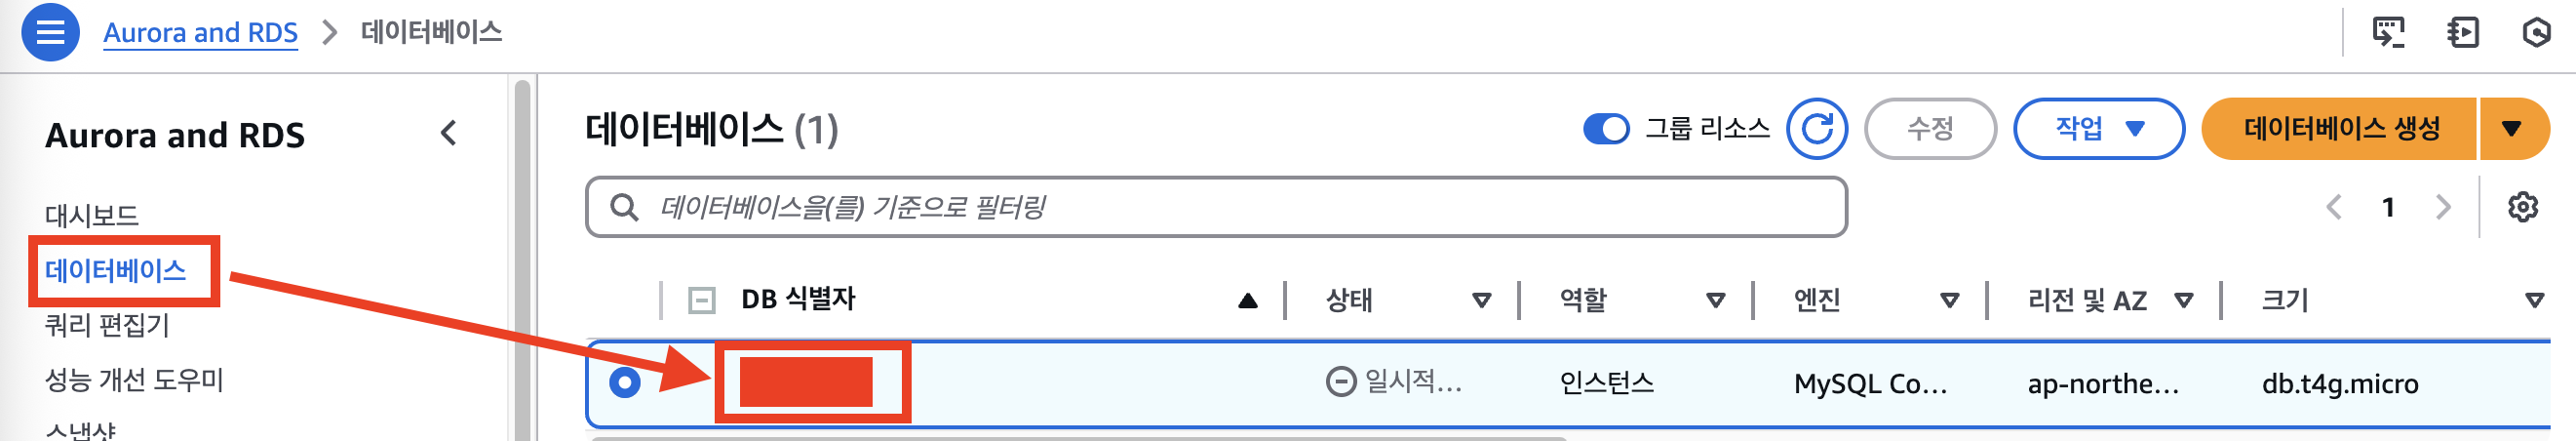 Aurora and RDS > 데이터베이스
Aurora and RDS
대시보드
데이터베이스
쿼리 편집기
성능 개선 도우미
스냅샷
데이터베이스 (1)
그룹 리소스
수정
작업
데이터베이스 생성
데이터베이스을(를) 기준으로 필터링
1
DB 식별자 상태 역할 엔진 리전 및 AZ 크기
일시적... 인스턴스 MySQL Co... ap-northe... db.t4g.micro